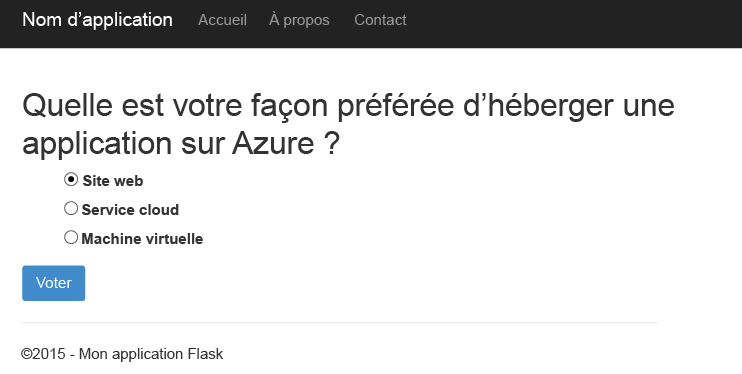 Nom d’application Accueil À propos Contact
Quelle est votre façon préférée d’héberger une
application sur Azure ?
Site web
Service cloud
Machine virtuelle
Voter
©2015 - Mon application Flask